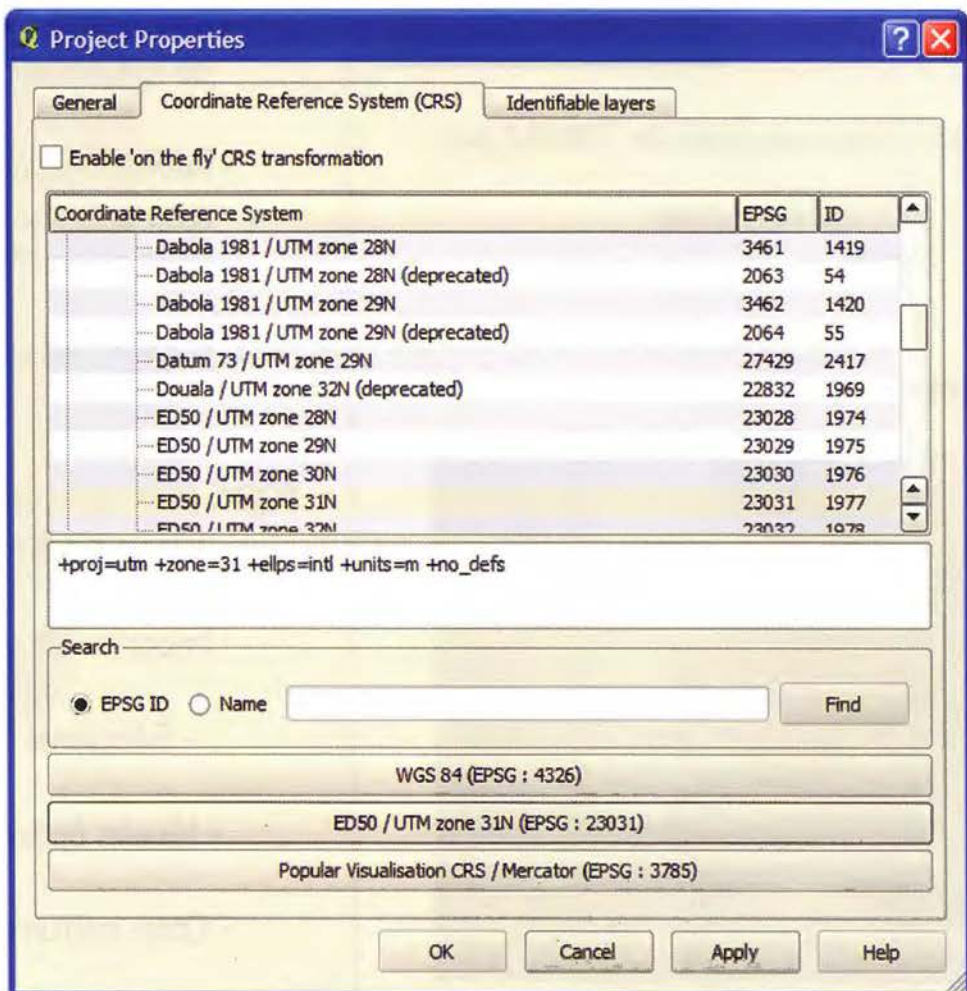 Project Properties
General Coordinate Reference System (CRS) Identifiable layers
Enable 'on the fly' CRS transformation
Coordinate Reference System EPSG ID
Dabola 1981 / UTM zone 28N 3461 1419
Dabola 1981 / UTM zone 28N (deprecated) 2063 54
Dabola 1981 / UTM zone 29N 3462 1420
Dabola 1981 / UTM zone 29N (deprecated) 2064 55
Datum 73 / UTM zone 29N 27429 2417
Douala / UTM zone 32N (deprecated) 22832 1969
ED50 / UTM zone 28N 23028 1974
ED50 / UTM zone 29N 23029 1975
ED50 / UTM zone 30N 23030 1976
ED50 / UTM zone 31N 23031 1977
ED50 / UTM zone 32N 23032 1978
+proj=utm +zone=31 +ellps=intl +units=m +no_defs
Search
EPSG ID Name Find
WGS 84 (EPSG : 4326)
ED50 / UTM zone 31N (EPSG : 23031)
Popular Visualisation CRS / Mercator (EPSG : 3785)
OK Cancel Apply Help